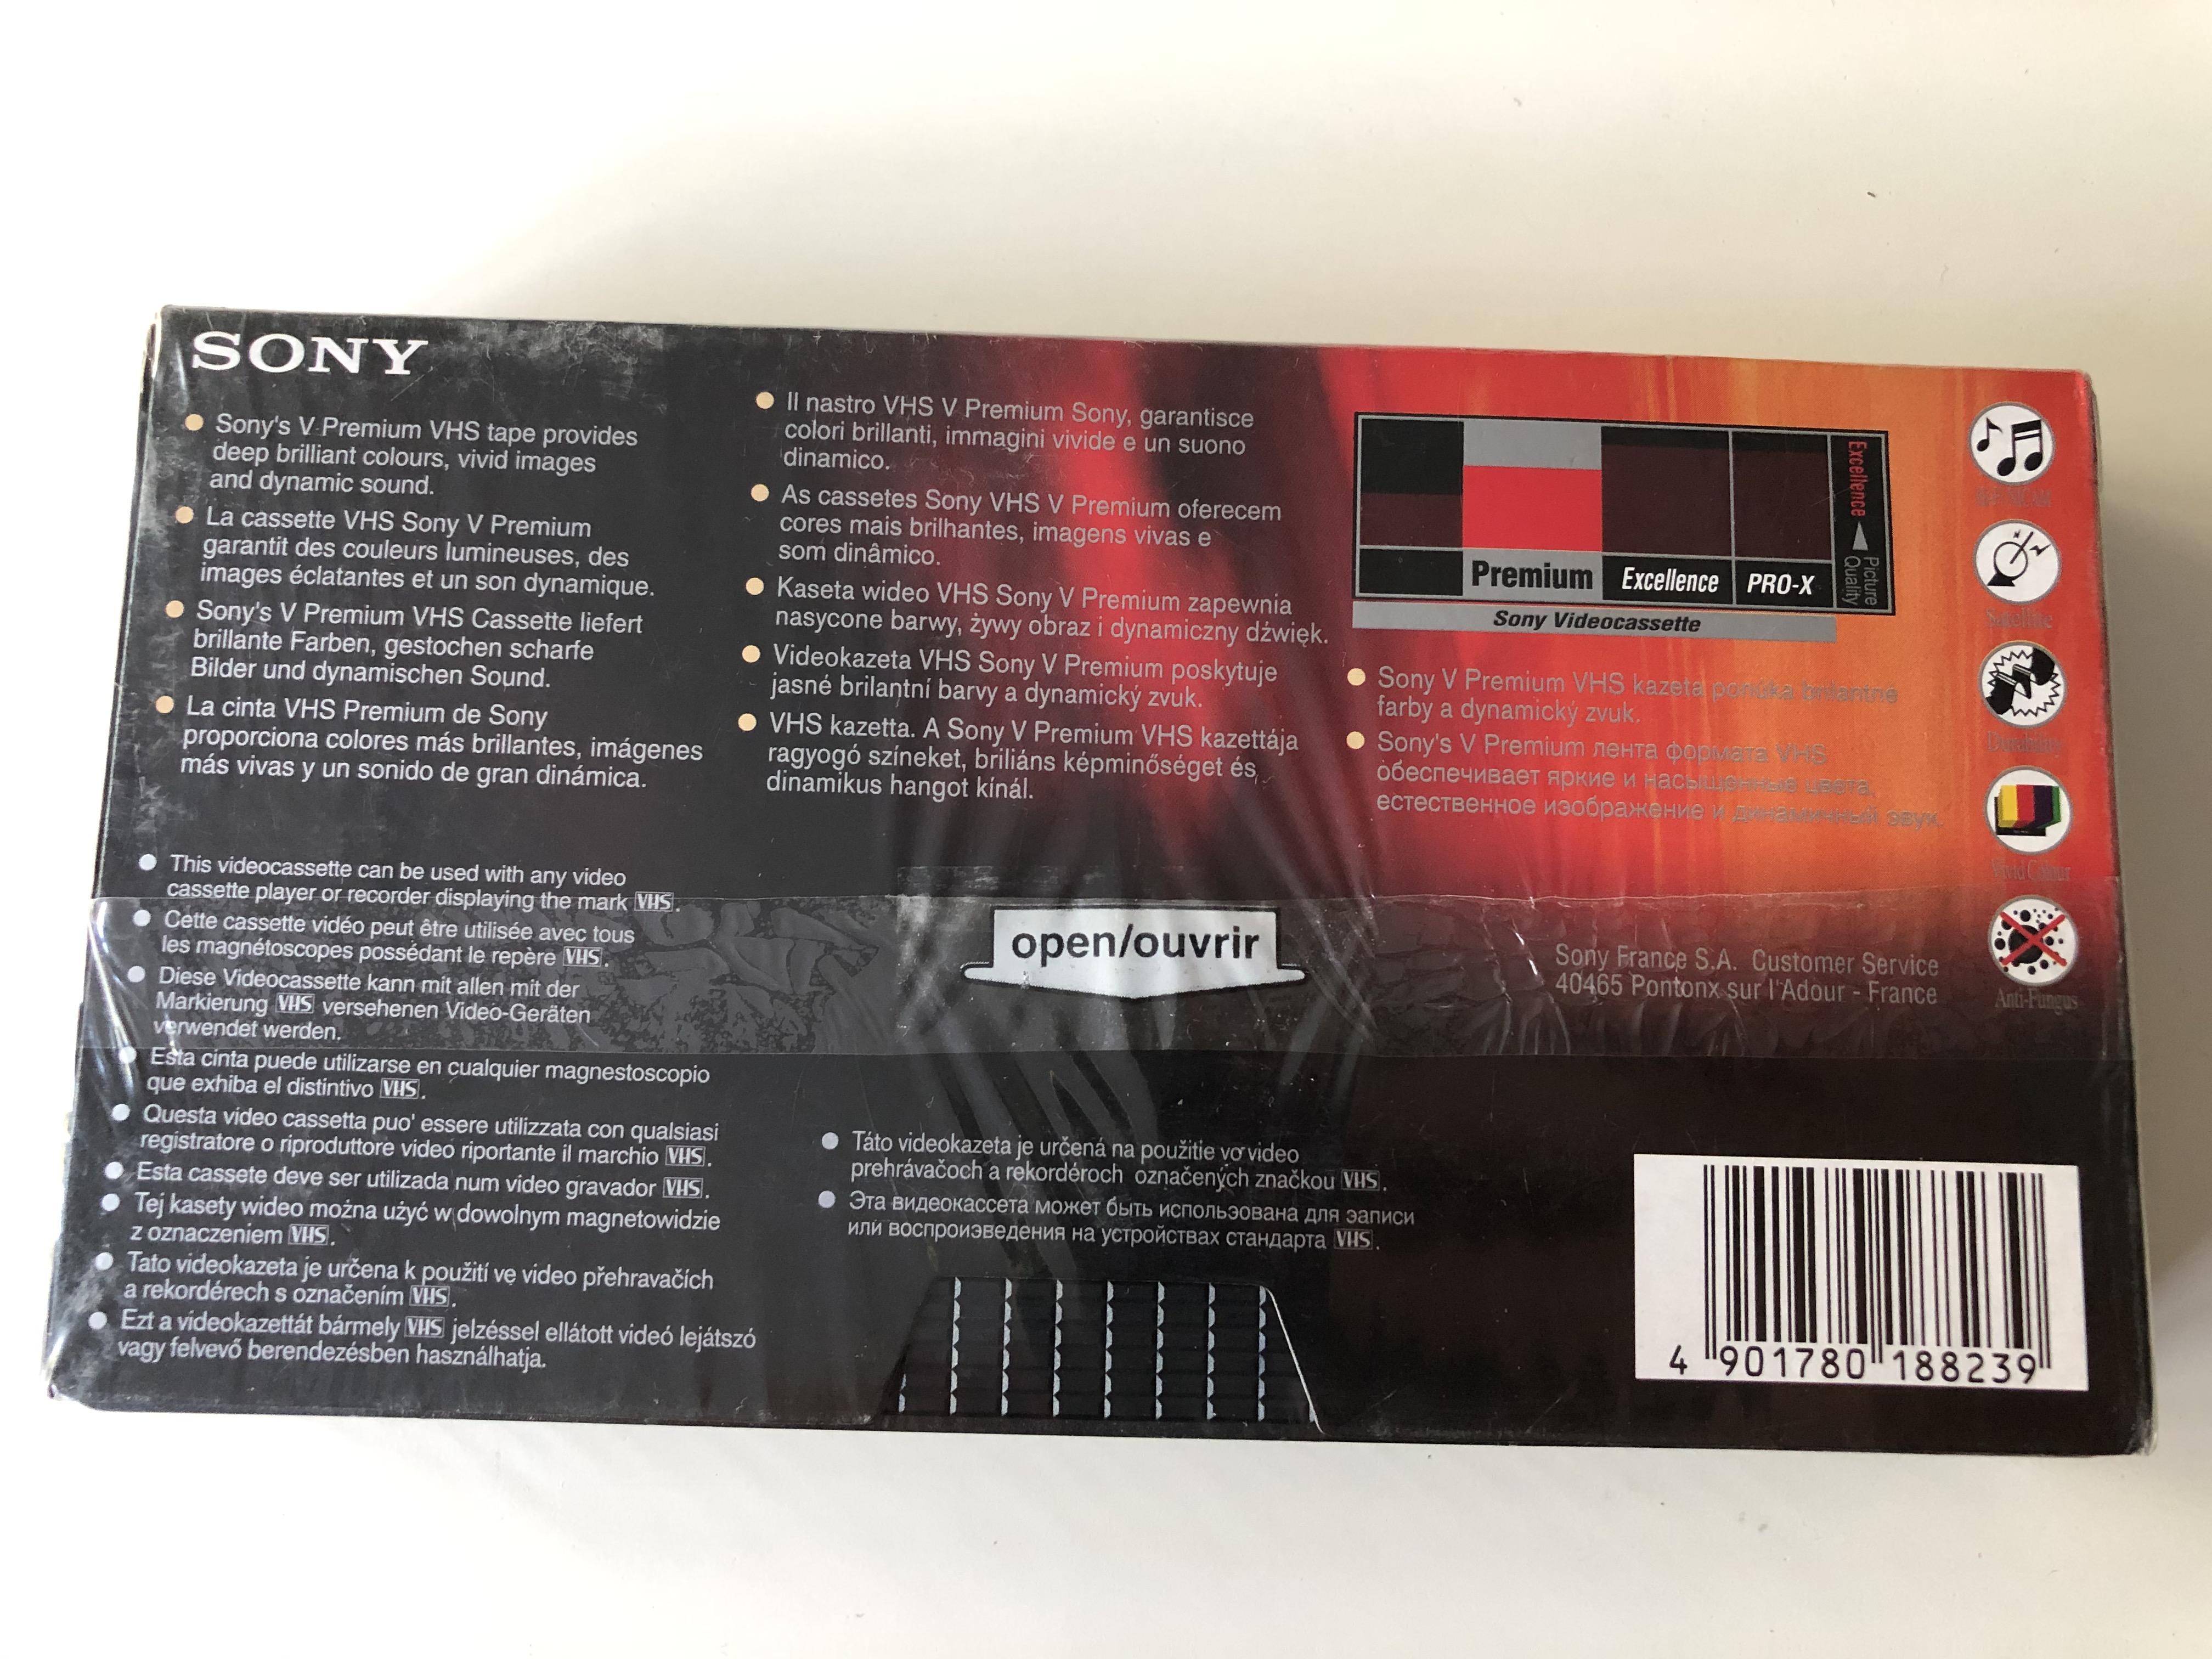 SONY
Sony's V Premium VHS tape provides
deep brilliant colours, vivid images
and dynamic sound.
La cassette VHS Sony V Premium
garantit des couleurs lumineuses, des
images éclatantes et un son dynamique.
Sony's V Premium VHS Cassette liefert
brillante Farben, gestochen scharfe
Bilder und dynamischen Sound.
La cinta VHS Premium de Sony
proporciona colores más brillantes, imágenes
más vivas y un sonido de gran dinámica.
Il nastro VHS V Premium Sony, garantisce
colori brillanti, immagini vivide e un suono
dinamico.
As cassetes Sony VHS V Premium oferecem
cores mais brilhantes, imagens vivas e
som dinâmico.
Kaseta wideo VHS Sony V Premium zapewnia
nasycone barwy, żywy obraz i dynamiczny dźwięk.
Videokazeta VHS Sony V Premium poskytuje
jasné brilantní barvy a dynamický zvuk.
VHS kazetta. A Sony V Premium VHS kazettája
ragyogó színeket, briliáns képminőséget és
dinamikus hangot kínál.
Premium
Excellence
PRO-X
Excellence
Picture
Quality
Sony Videocassette
Sony V Premium VHS kazeta ponúka brilantné
farby a dynamický zvuk.
Sony's V Premium лента формата VHS
обеспечивает яркие и насыщенные цвета,
естественное изображение и динамичный звук.
Satellite
Durability
Vivid Colour
Anti-Fungus
This videocassette can be used with any video
cassette player or recorder displaying the mark VHS.
Cette cassette vidéo peut être utilisée avec tous
les magnétoscopes possédant le repère VHS.
Diese Videocassette kann mit allen mit der
Markierung VHS versehenen Video-Geräten
verwendet werden.
Esta cinta puede utilizarse en cualquier magnestoscopio
que exhiba el distintivo VHS.
Questa video cassetta puo' essere utilizzata con qualsiasi
registratore o riproduttore video riportante il marchio VHS.
Esta cassete deve ser utilizada num video gravador VHS.
Tej kasety wideo można użyć w dowolnym magnetowidzie
z oznaczeniem VHS.
Tato videokazeta je určena k použití ve video přehravačích
a rekordérech s označením VHS.
Ezt a videokazettát bármely VHS jelzéssel ellátott videó lejátszó
vagy felvevő berendezésben használhatja.
open/ouvrir
Sony France S.A. Customer Service
40465 Pontonx sur l'Adour - France
Táto videokazeta je určená na použitie vo video
prehrávačoch a rekordéroch označených značkou VHS.
Эта видеокассета может быть использована для записи
или воспроизведения на устройствах стандарта VHS.
4 901780 188239